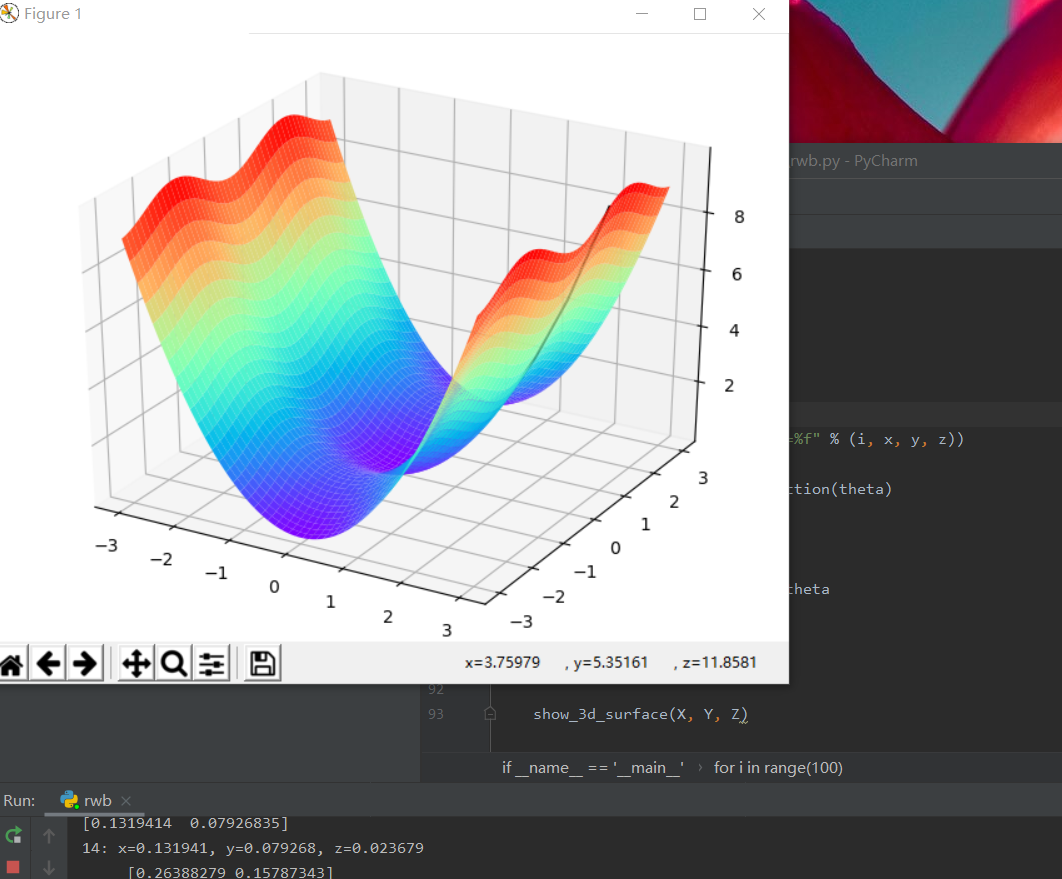 Figure 1
rwb.py - PyCharm
8
6
4
2
3
2
1
0
−1
−2
−3
−3
−2
−1
0
1
2
3
=%f" % (i, x, y, z))
ction(theta)
theta
x=3.75979 , y=5.35161 , z=11.8581
92
93 show_3d_surface(X, Y, Z)
if __name__ == '__main__' › for i in range(100)
Run: rwb
[0.1319414 0.07926835]
14: x=0.131941, y=0.079268, z=0.023679
[0.26388279 0.15787343]